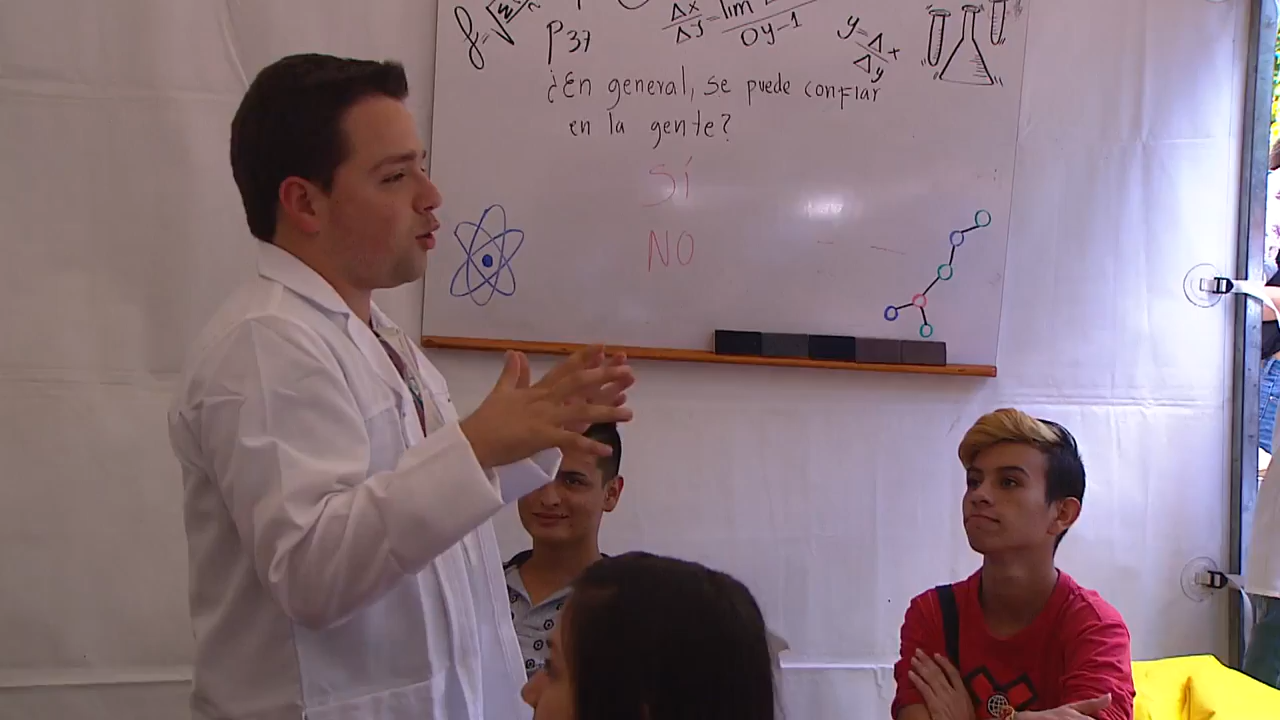 P37
¿En general, se puede confiar
en la gente?
SÍ
NO